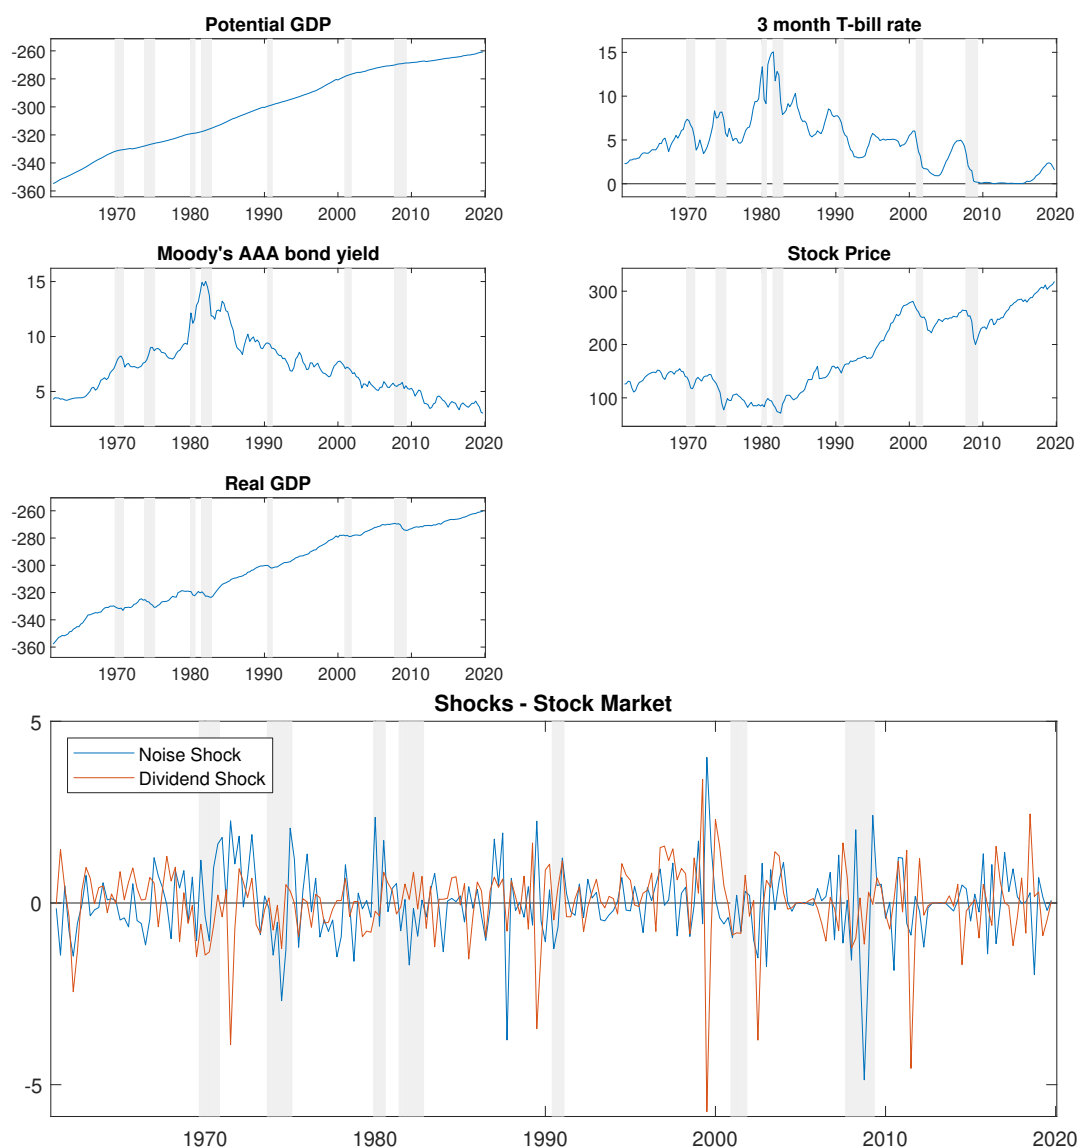 Potential GDP
-260
-280
-300
-320
-340
-360
1970 1980 1990 2000 2010 2020
3 month T-bill rate
15
10
5
0
1970 1980 1990 2000 2010 2020
Moody's AAA bond yield
15
10
5
1970 1980 1990 2000 2010 2020
Stock Price
300
200
100
1970 1980 1990 2000 2010 2020
Real GDP
-260
-280
-300
-320
-340
-360
1970 1980 1990 2000 2010 2020
Shocks - Stock Market
5
Noise Shock
Dividend Shock
0
-5
1970 1980 1990 2000 2010 2020